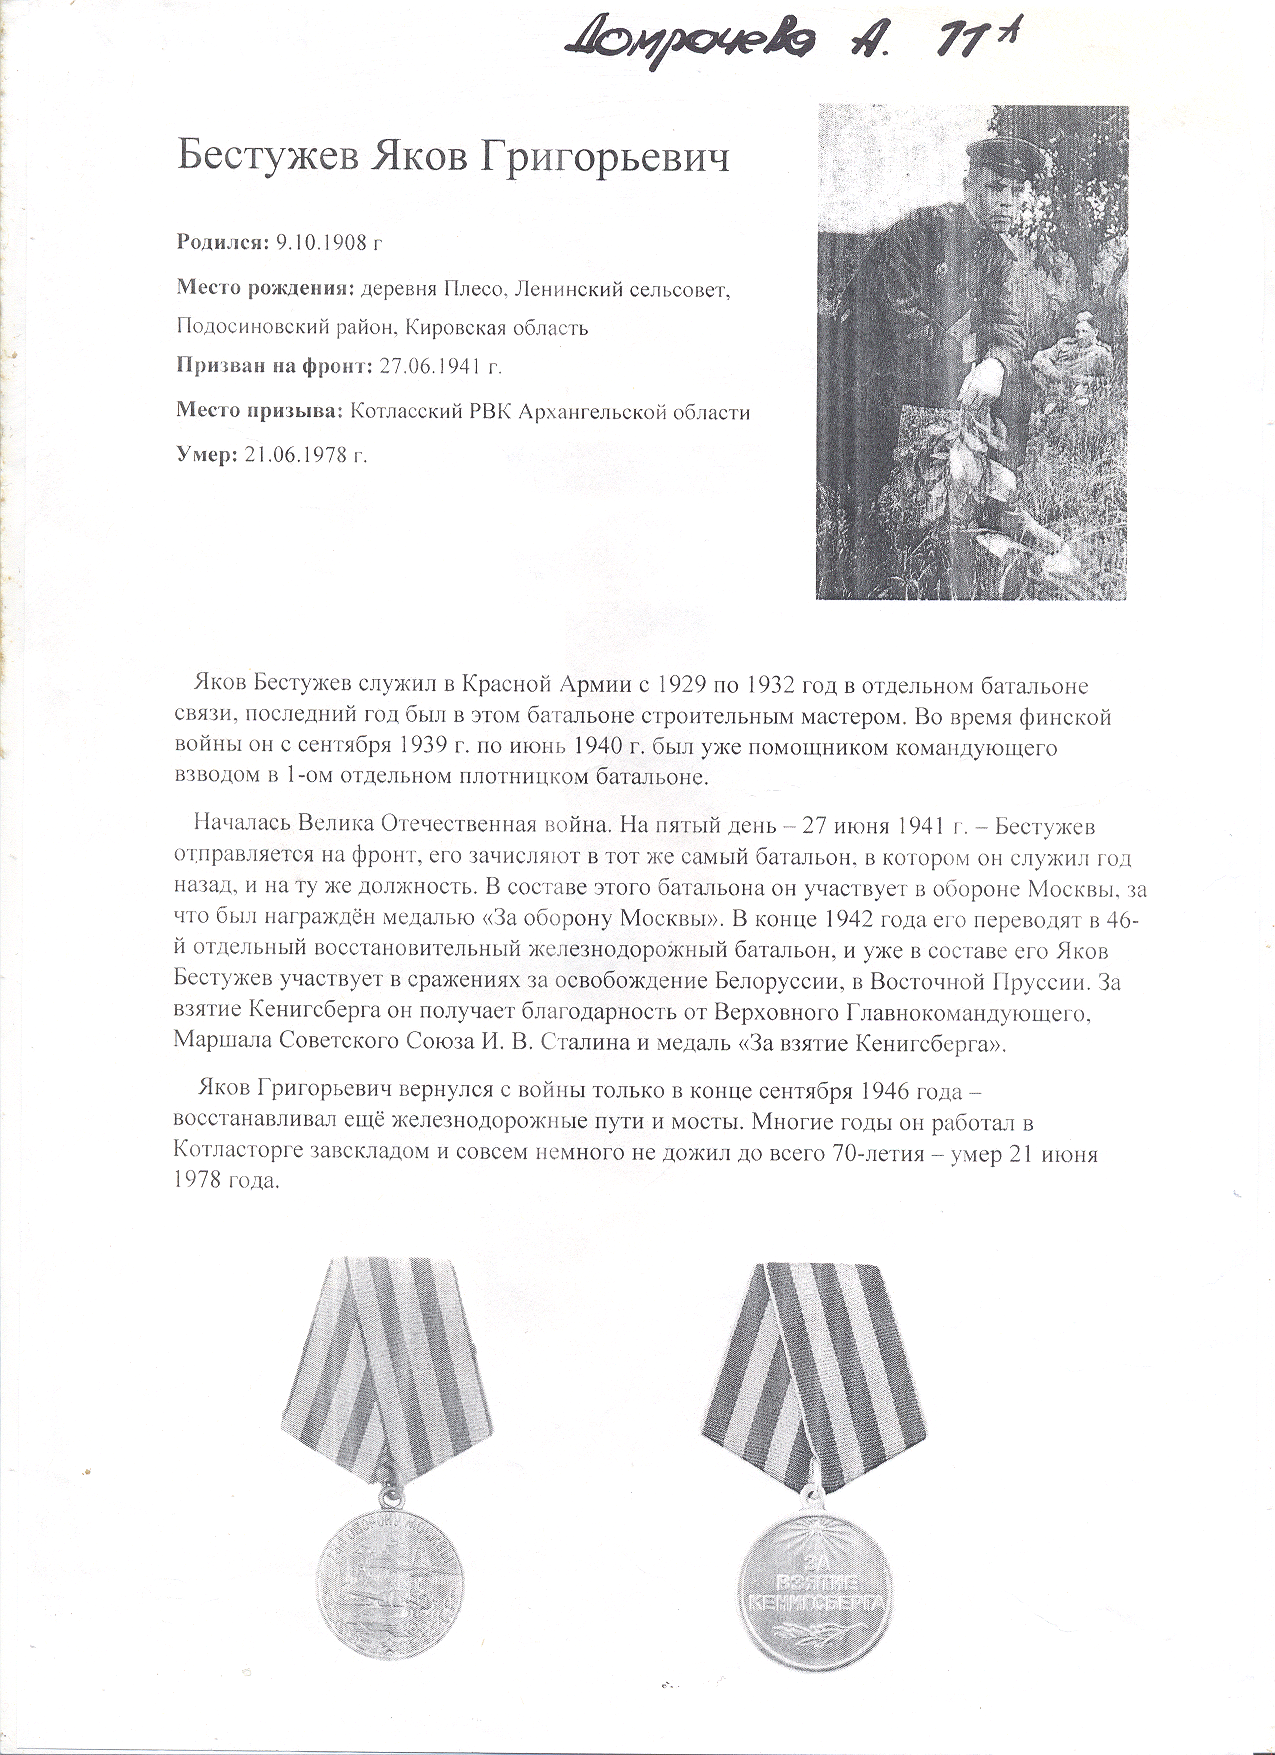 Домрачева А. 11 А
Бестужев Яков Григорьевич
Родился: 9.10.1908 г
Место рождения: деревня Плесо, Ленинский сельсовет,
Подосиновский район, Кировская область
Призван на фронт: 27.06.1941 г.
Место призыва: Котласский РВК Архангельской области
Умер: 21.06.1978 г.
Яков Бестужев служил в Красной Армии с 1929 по 1932 год в отдельном батальоне
связи, последний год был в этом батальоне строительным мастером. Во время финской
войны он с сентября 1939 г. по июнь 1940 г. был уже помощником командующего
взводом в 1-ом отдельном плотницком батальоне.
Началась Велика Отечественная война. На пятый день – 27 июня 1941 г. – Бестужев
отправляется на фронт, его зачисляют в тот же самый батальон, в котором он служил год
назад, и на ту же должность. В составе этого батальона он участвует в обороне Москвы, за
что был награждён медалью «За оборону Москвы». В конце 1942 года его переводят в 46-
й отдельный восстановительный железнодорожный батальон, и уже в составе его Яков
Бестужев участвует в сражениях за освобождение Белоруссии, в Восточной Пруссии. За
взятие Кенигсберга он получает благодарность от Верховного Главнокомандующего,
Маршала Советского Союза И. В. Сталина и медаль «За взятие Кенигсберга».
Яков Григорьевич вернулся с войны только в конце сентября 1946 года –
восстанавливал ещё железнодорожные пути и мосты. Многие годы он работал в
Котласторге завскладом и совсем немного не дожил до всего 70-летия – умер 21 июня
1978 года.
ЗА ОБОРОНУ МОСКВЫ
ЗА
ВЗЯТИЕ
КЕНИГСБЕРГА